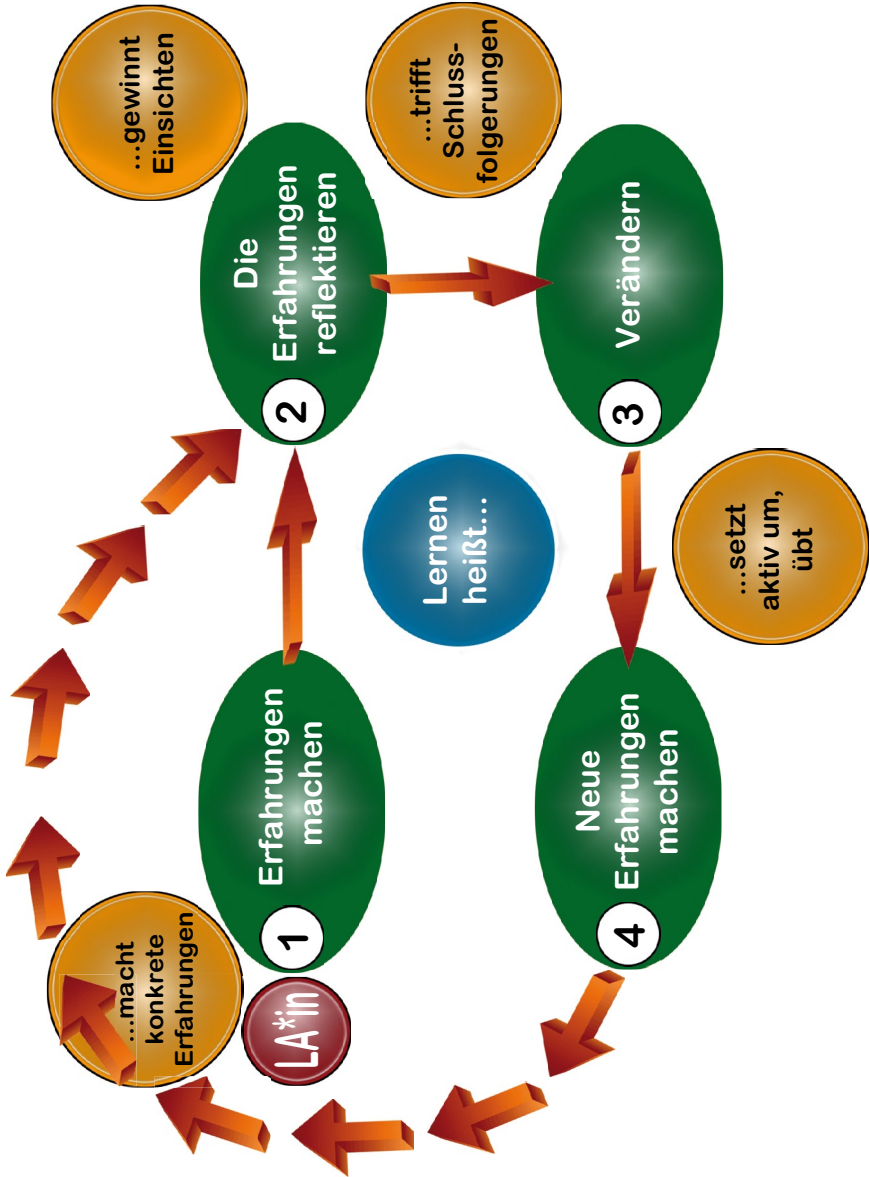 LA*in
1
Erfahrungen
machen
...macht
konkrete
Erfahrungen
2
Die
Erfahrungen
reflektieren
...gewinnt
Einsichten
...trifft
Schluss-
folgerungen
Lernen
heißt...
3
Verändern
...setzt
aktiv um,
übt
4
Neue
Erfahrungen
machen